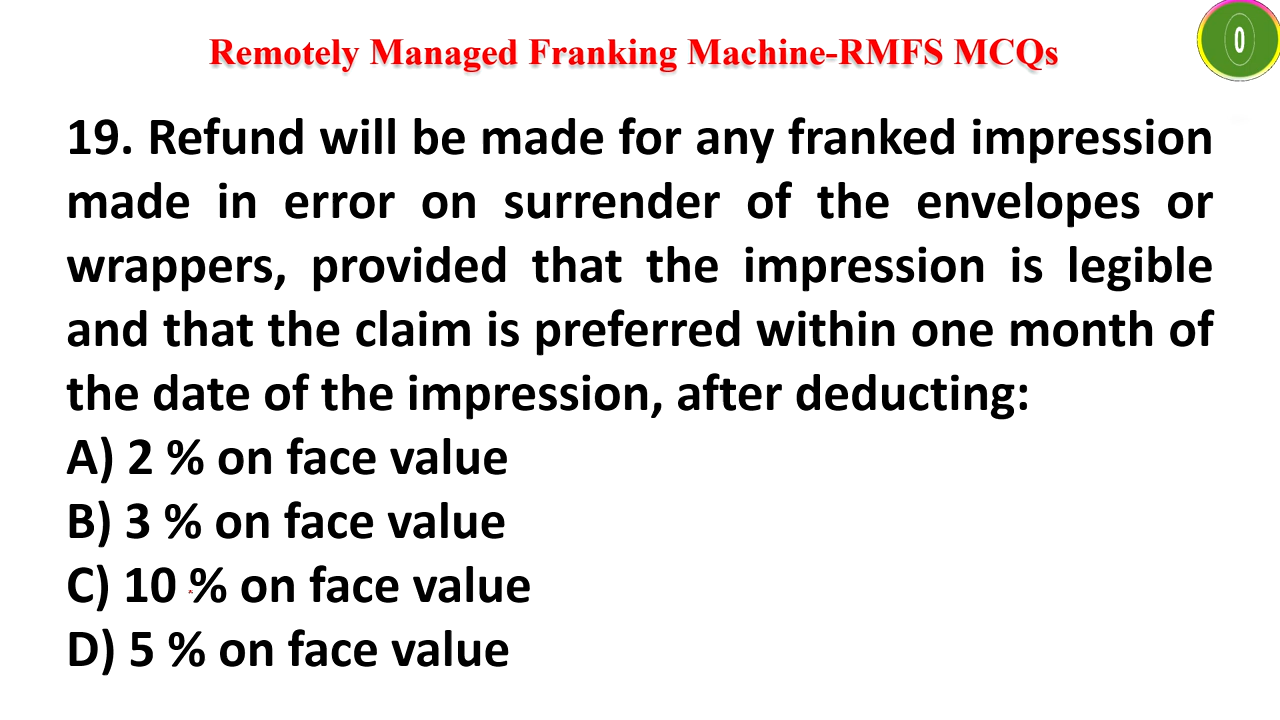 Remotely Managed Franking Machine-RMFS MCQs
0
19. Refund will be made for any franked impression
made in error on surrender of the envelopes or
wrappers, provided that the impression is legible
and that the claim is preferred within one month of
the date of the impression, after deducting:
A) 2 % on face value
B) 3 % on face value
C) 10 % on face value
D) 5 % on face value